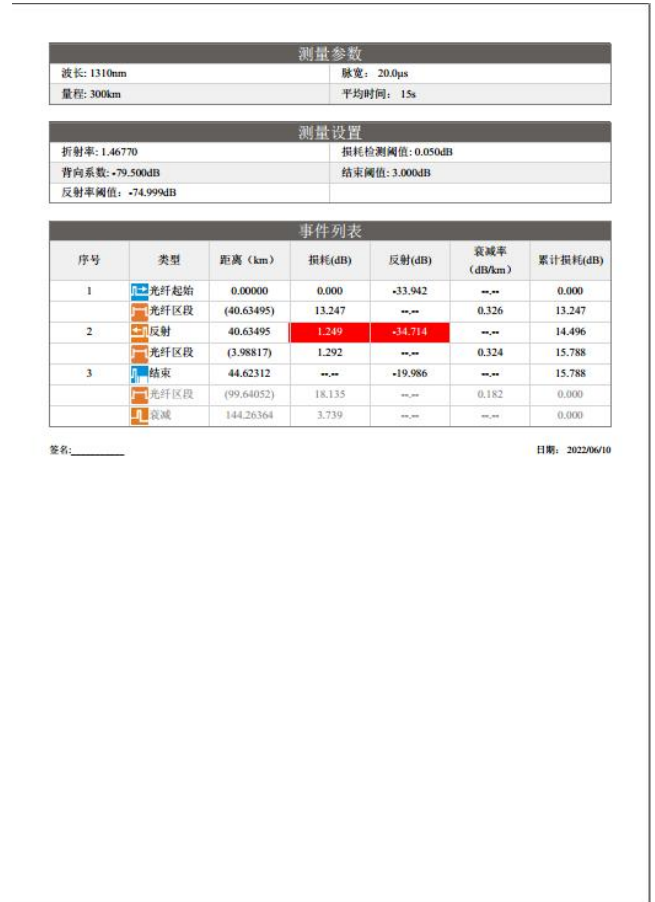 测量参数
波长: 1310nm 脉宽： 20.0μs
量程: 300km 平均时间： 15s
测量设置
折射率: 1.46770 损耗检测阈值: 0.050dB
背向系数: -79.500dB 结束阈值: 3.000dB
反射率阈值： -74.999dB
事件列表
序号 类型 距离（km） 损耗(dB) 反射(dB) 衰减率（dB/km） 累计损耗(dB)
1 光纤起始 0.00000 0.000 -33.942 --.-- 0.000
光纤区段 (40.63495) 13.247 --.-- 0.326 13.247
2 反射 40.63495 1.249 -34.714 --.-- 14.496
光纤区段 (3.98817) 1.292 --.-- 0.324 15.788
3 结束 44.62312 --.-- -19.986 --.-- 15.788
光纤区段 (99.64052) 18.135 --.-- 0.182 0.000
衰减 144.26364 3.739 --.-- --.-- 0.000
签名:___________ 日期： 2022/06/10